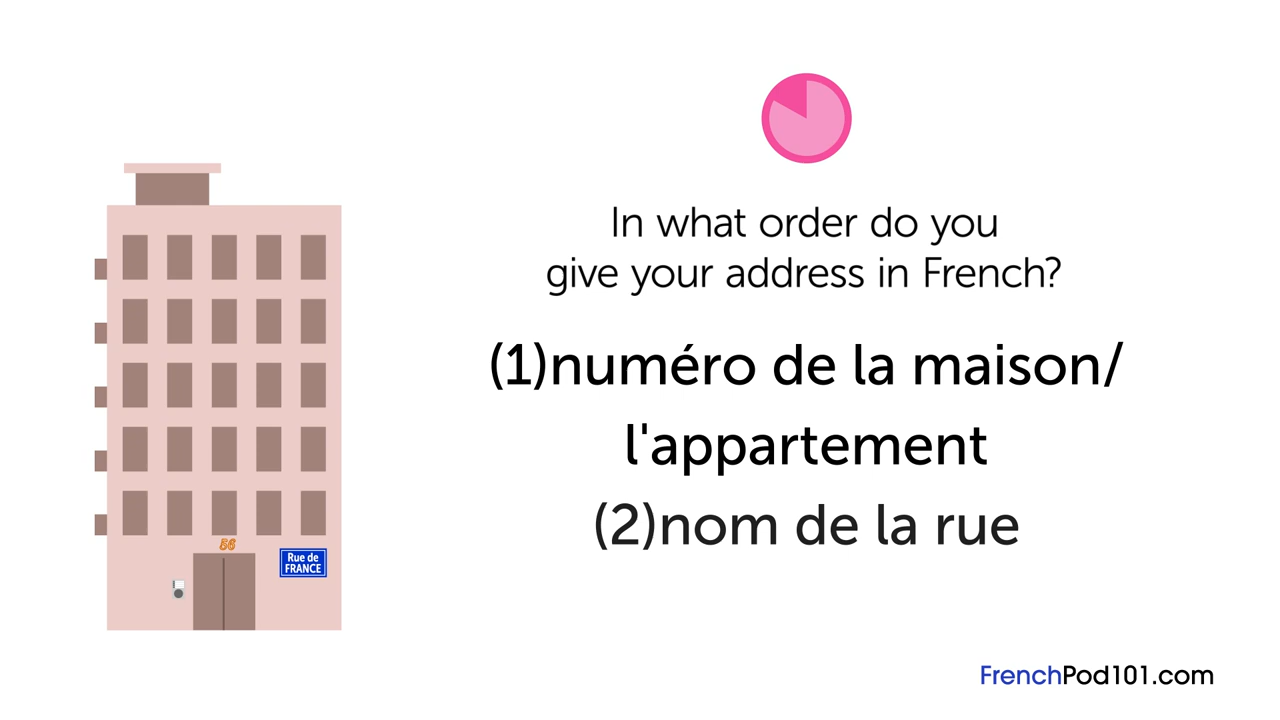 In what order do you
give your address in French?
(1)numéro de la maison/
l'appartement
(2)nom de la rue
56
Rue de
FRANCE
FrenchPod101.com